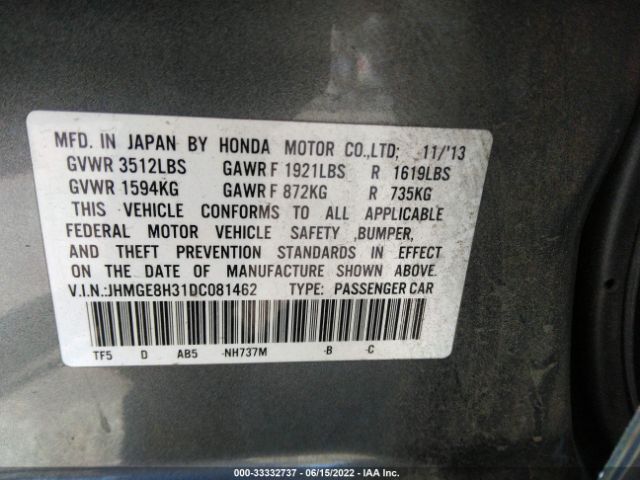 MFD. IN JAPAN BY HONDA MOTOR CO.,LTD; 11/'13
GVWR 3512LBS GAWR F 1921LBS R 1619LBS
GVWR 1594KG GAWR F 872KG R 735KG
THIS VEHICLE CONFORMS TO ALL APPLICABLE
FEDERAL MOTOR VEHICLE SAFETY ,BUMPER,
AND THEFT PREVENTION STANDARDS IN EFFECT
ON THE DATE OF MANUFACTURE SHOWN ABOVE.
V.I.N.:JHMGE8H31DC081462 TYPE: PASSENGER CAR
TF5 D AB5 -NH737M -B -C
000-33332737 - 06/15/2022 - IAA Inc.